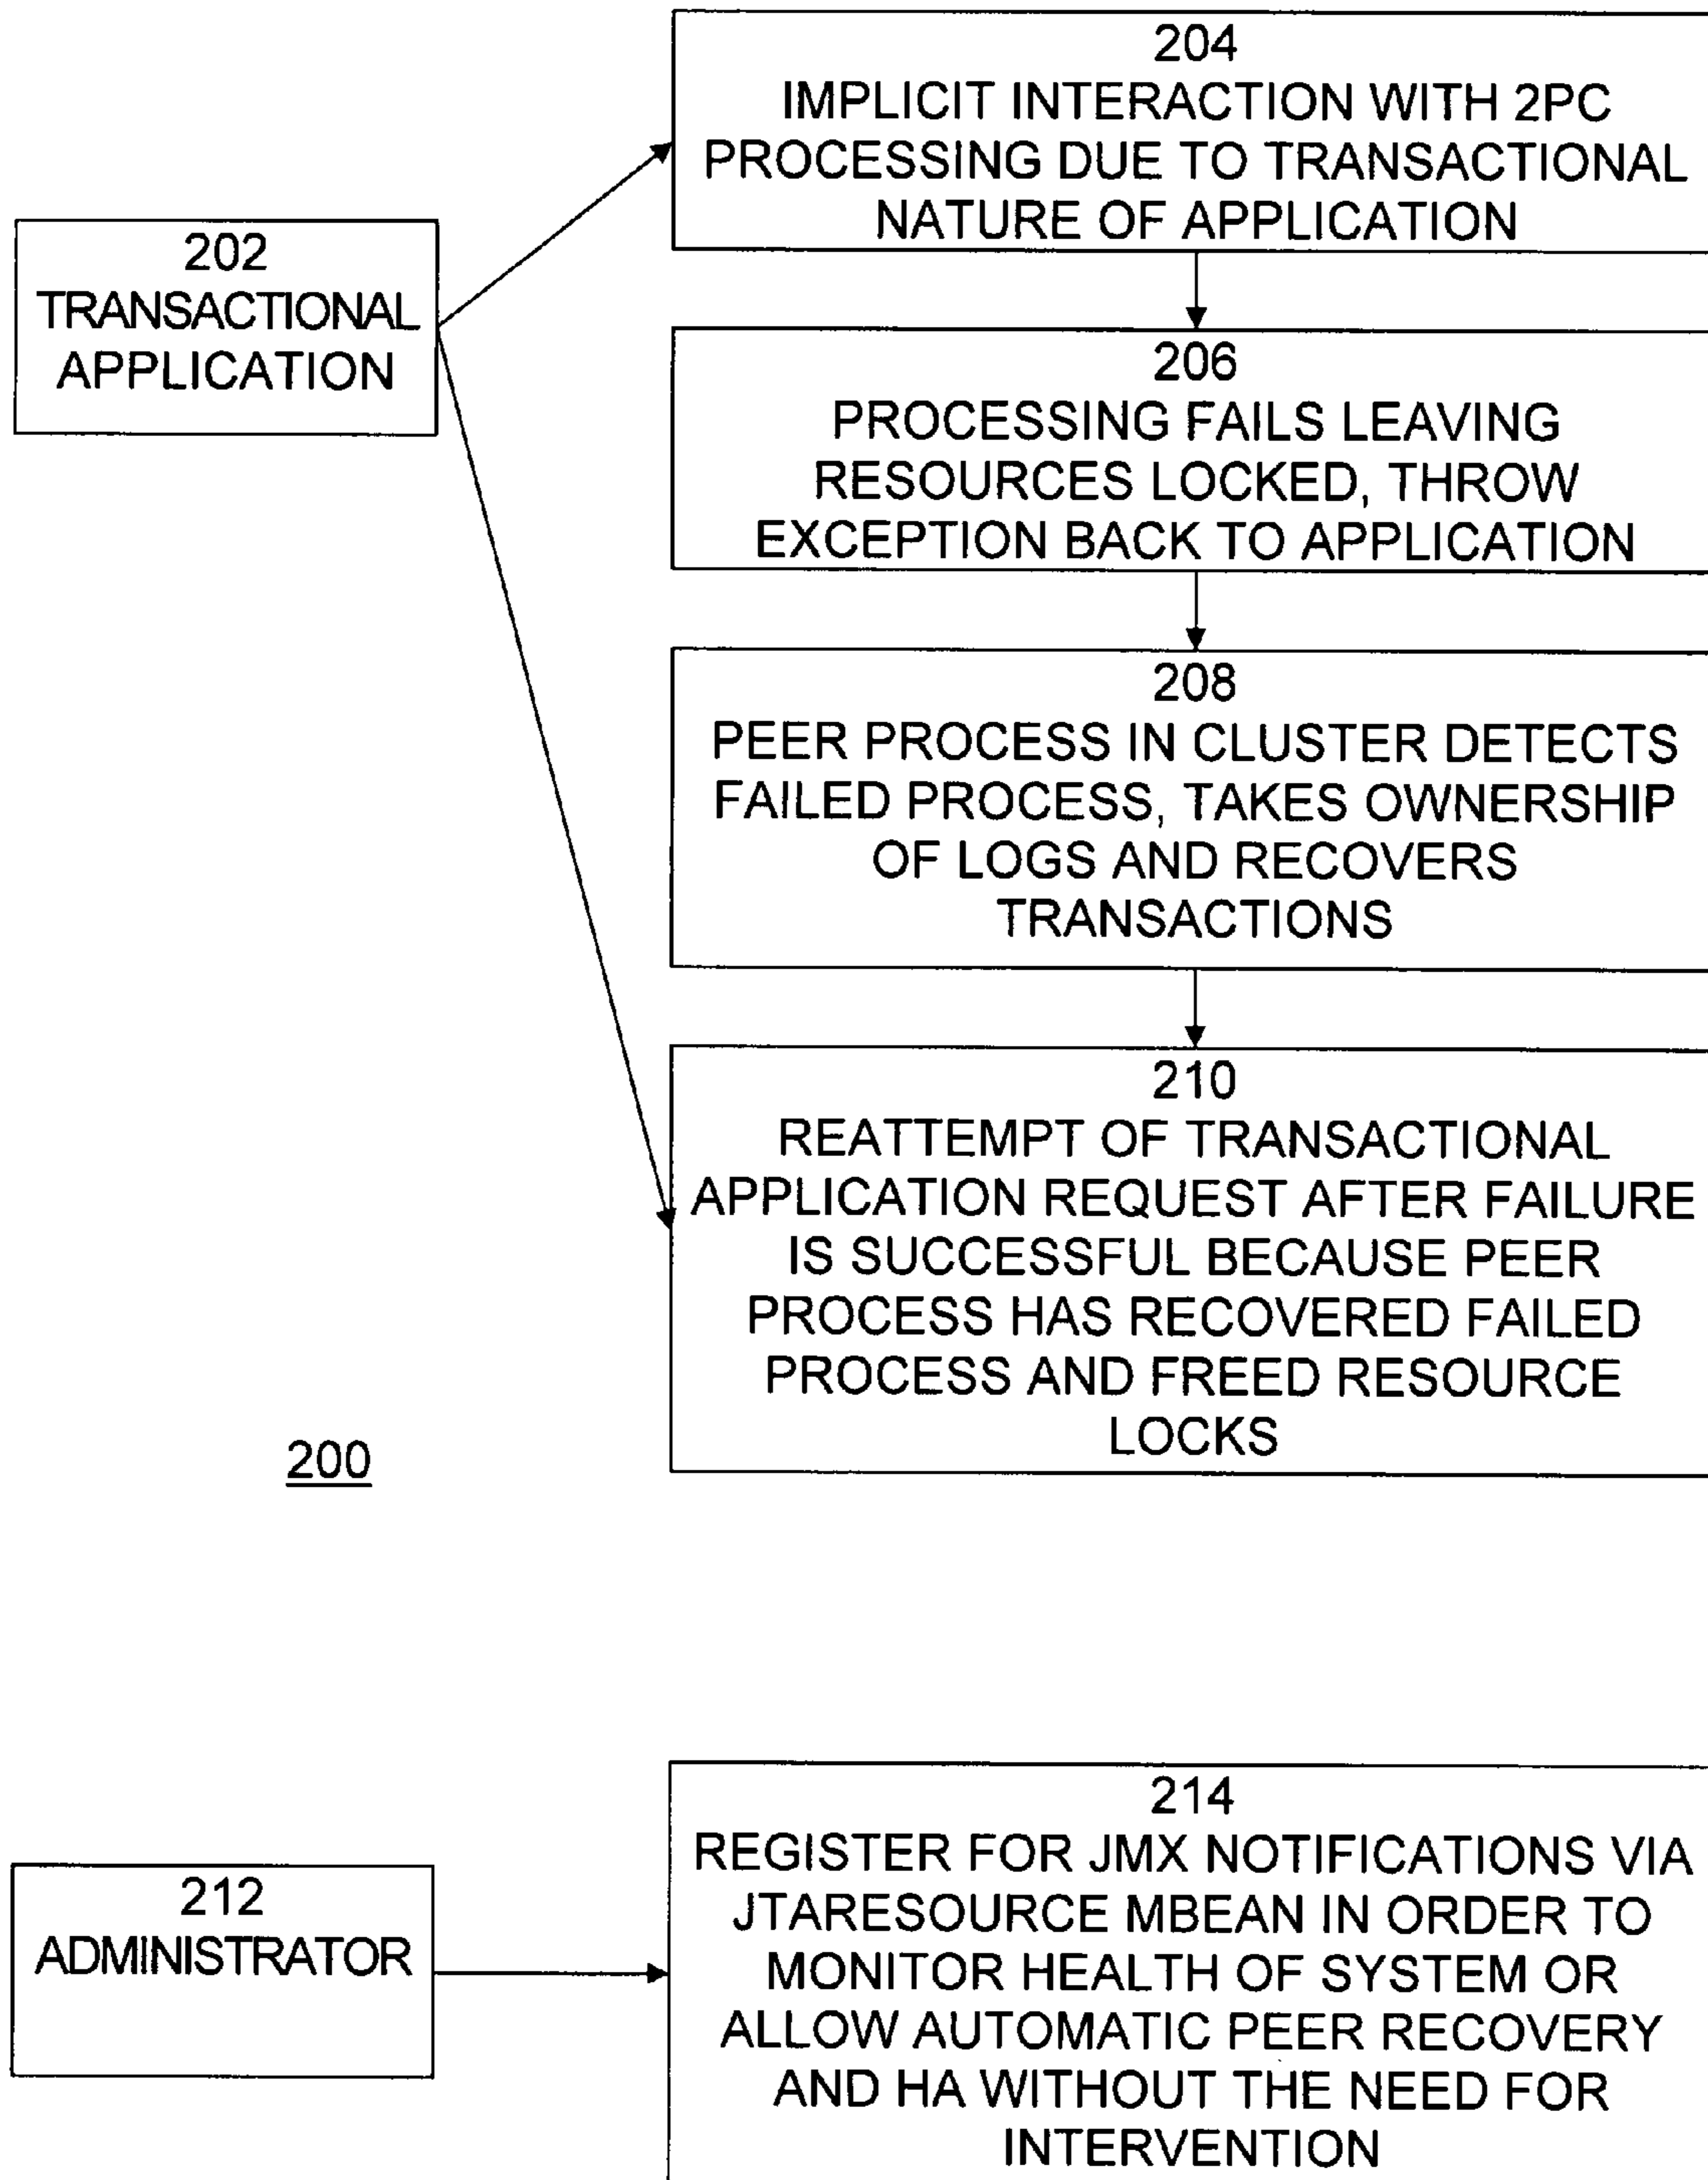 204
IMPLICIT INTERACTION WITH 2PC
PROCESSING DUE TO TRANSACTIONAL
NATURE OF APPLICATION
202
TRANSACTIONAL
APPLICATION
206
PROCESSING FAILS LEAVING
RESOURCES LOCKED, THROW
EXCEPTION BACK TO APPLICATION
208
PEER PROCESS IN CLUSTER DETECTS
FAILED PROCESS, TAKES OWNERSHIP
OF LOGS AND RECOVERS
TRANSACTIONS
210
REATTEMPT OF TRANSACTIONAL
APPLICATION REQUEST AFTER FAILURE
IS SUCCESSFUL BECAUSE PEER
PROCESS HAS RECOVERED FAILED
PROCESS AND FREED RESOURCE
LOCKS
200
214
REGISTER FOR JMX NOTIFICATIONS VIA
JTARESOURCE MBEAN IN ORDER TO
MONITOR HEALTH OF SYSTEM OR
ALLOW AUTOMATIC PEER RECOVERY
AND HA WITHOUT THE NEED FOR
INTERVENTION
212
ADMINISTRATOR